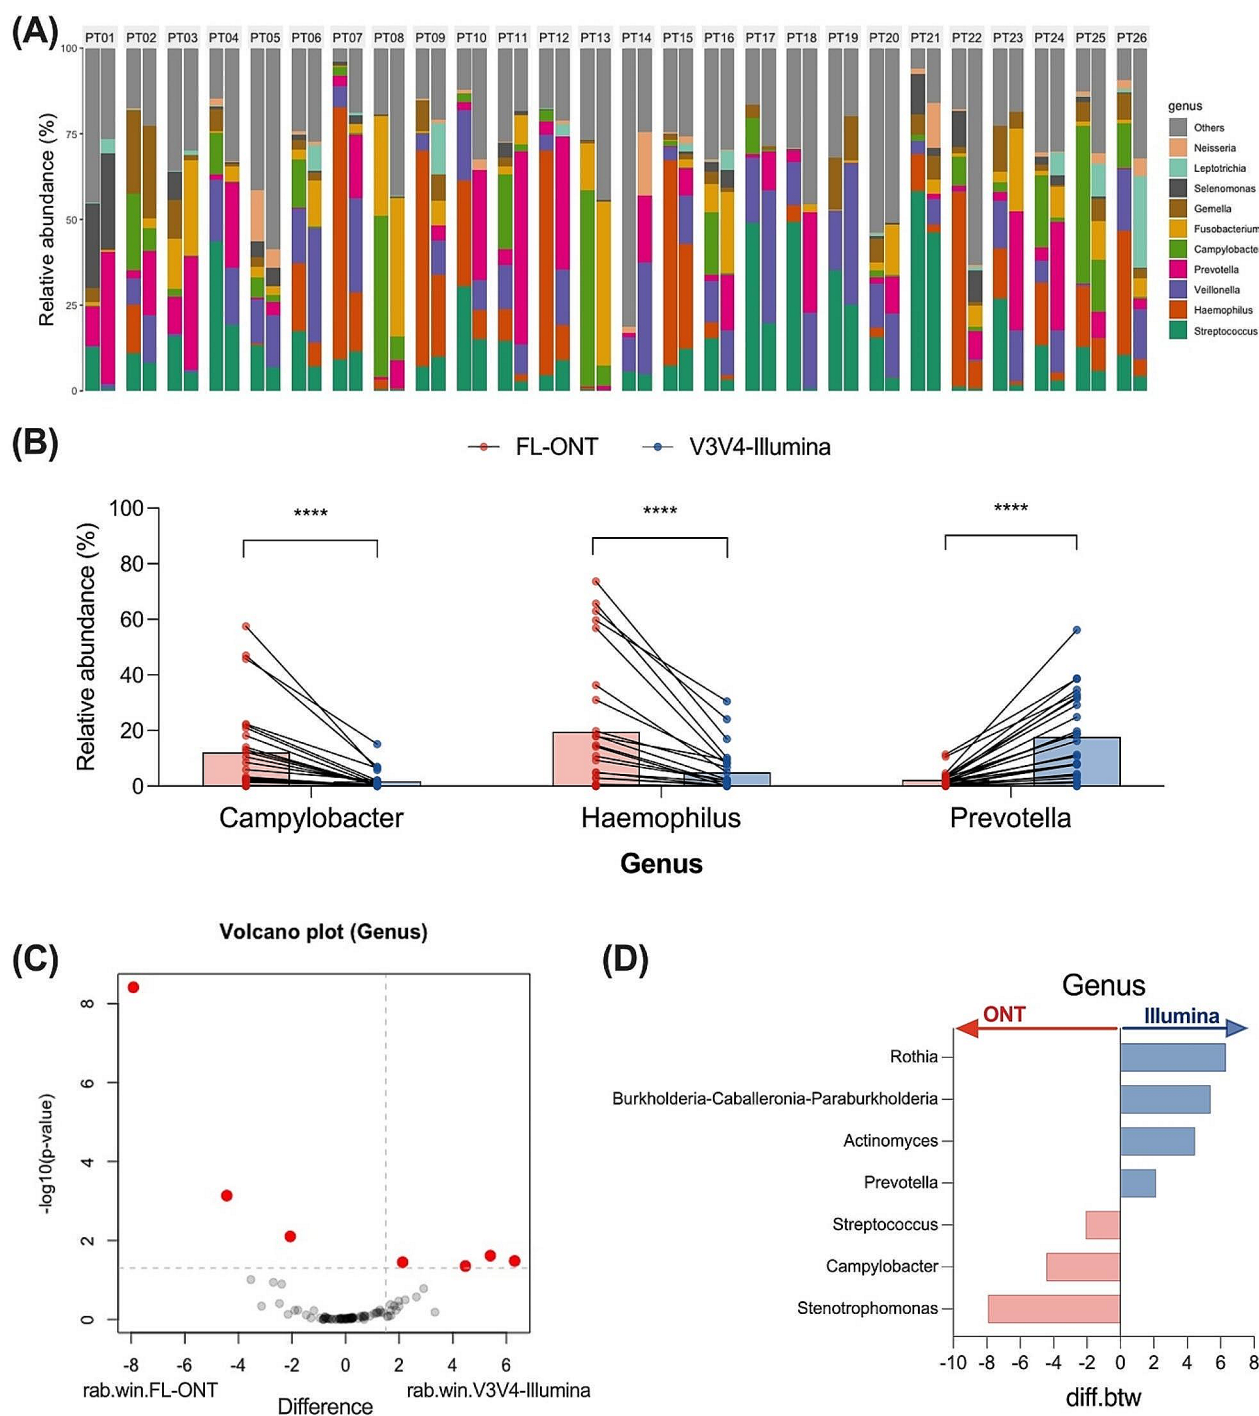 (A)
PT01 PT02 PT03 PT04 PT05 PT06 PT07 PT08 PT09 PT10 PT11 PT12 PT13 PT14 PT15 PT16 PT17 PT18 PT19 PT20 PT21 PT22 PT23 PT24 PT25 PT26
100
75
50
25
0
Relative abundance (%)
genus
Others
Neisseria
Leptotrichia
Selenomonas
Gemella
Fusobacterium
Campylobacte
Prevotella
Veillonella
Haemophilus
Streptococcus
(B)
FL-ONT V3V4-Illumina
Relative abundance (%)
100
80
60
40
20
0
**** **** ****
Campylobacter Haemophilus Prevotella
Genus
(C)
Volcano plot (Genus)
-log10(p-value)
8
6
4
2
0
-8 -6 -4 -2 0 2 4 6
rab.win.FL-ONT rab.win.V3V4-Illumina
Difference
(D)
Genus
ONT Illumina
Rothia
Burkholderia-Caballeronia-Paraburkholderia
Actinomyces
Prevotella
Streptococcus
Campylobacter
Stenotrophomonas
-10 -8 -6 -4 -2 0 2 4 6 8
diff.btw